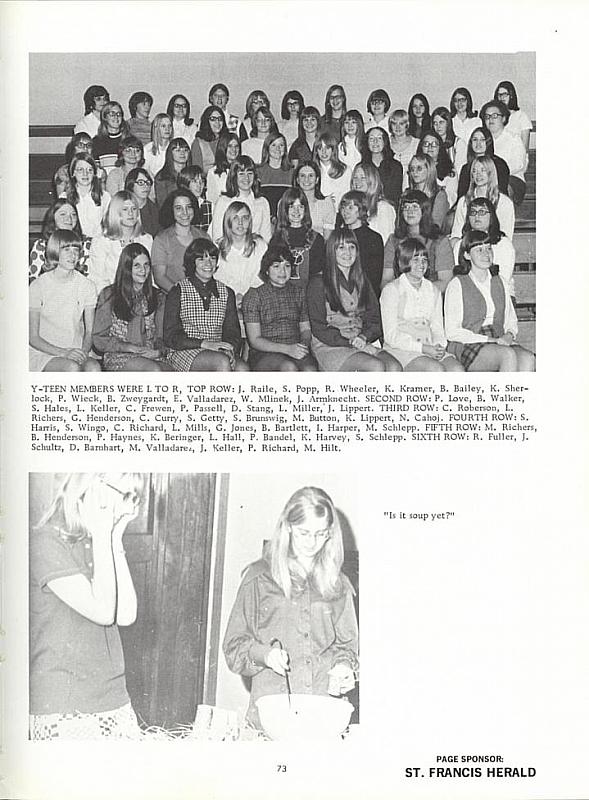 Y-TEEN MEMBERS WERE L TO R, TOP ROW: J. Raile, S. Popp, R. Wheeler, K. Kramer, B. Bailey, K. Sher-
lock, P. Wieck, B. Zweygardt, E. Valladarez, W. Mlinek, J. Armknecht. SECOND ROW: P. Love, B. Walker,
S. Hales, L. Keller, C. Frewen, P. Passell, D. Stang, L. Miller, J. Lippert. THIRD ROW: C. Roberson, L.
Richers, G. Henderson, C. Curry, S. Getty, S. Brunswig, M. Button, K. Lippert, N. Cahoj. FOURTH ROW: S.
Harris, S. Wingo, C. Richard, L. Mills, G. Jones, B. Bartlett, I. Harper, M. Schlepp. FIFTH ROW: M. Richers,
B. Henderson, P. Haynes, K. Beringer, L. Hall, P. Bandel, K. Harvey, S. Schlepp. SIXTH ROW: R. Fuller, J.
Schultz, D. Barnhart, M. Valladarez, J. Keller, P. Richard, M. Hilt.
"Is it soup yet?"
73
PAGE SPONSOR:
ST. FRANCIS HERALD